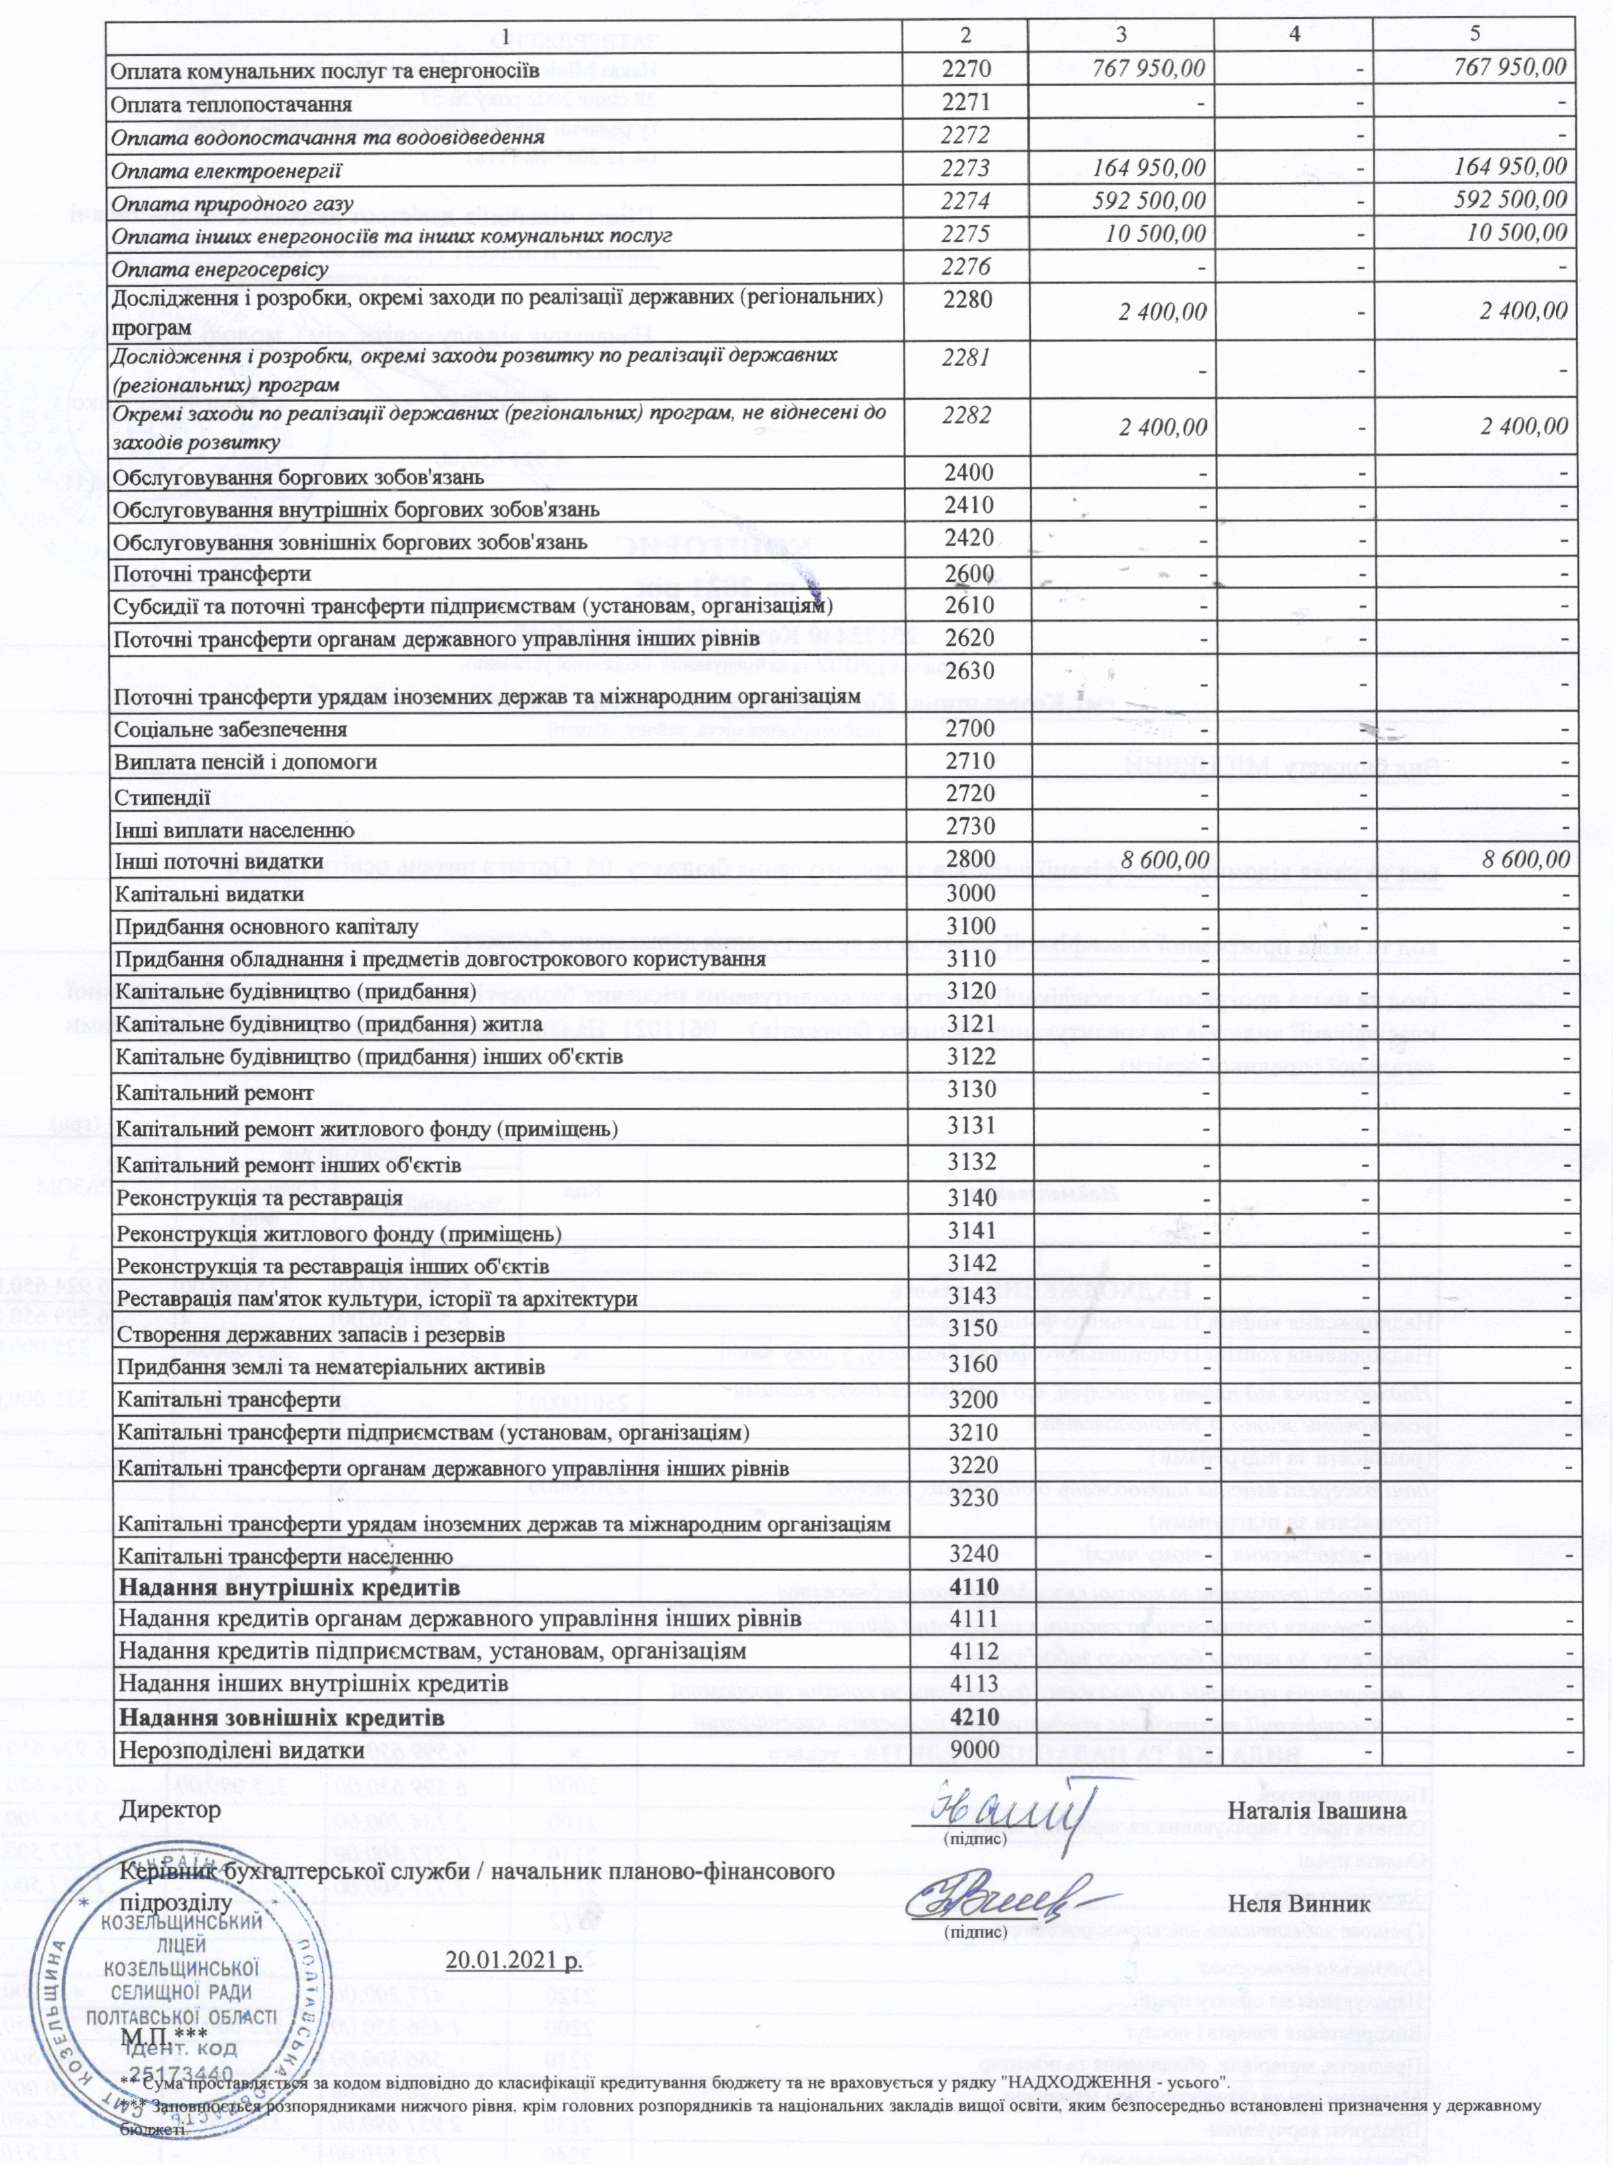 1 2 3 4 5
Оплата комунальних послуг та енергоносіїв 2270 767 950,00 - 767 950,00
Оплата теплопостачання 2271 - - -
Оплата водопостачання та водовідведення 2272 - -
Оплата електроенергії 2273 164 950,00 - 164 950,00
Оплата природного газу 2274 592 500,00 - 592 500,00
Оплата інших енергоносіїв та інших комунальних послуг 2275 10 500,00 - 10 500,00
Оплата енергосервісу 2276 - - -
Дослідження і розробки, окремі заходи по реалізації державних (регіональних) 2280
програм 2 400,00 - 2 400,00
Дослідження і розробки, окремі заходи розвитку по реалізації державних 2281
(регіональних) програм - - -
Окремі заходи по реалізації державних (регіональних) програм, не віднесені до 2282
заходів розвитку 2 400,00 - 2 400,00
Обслуговування боргових зобов'язань 2400 - - -
Обслуговування внутрішніх боргових зобов'язань 2410 - - -
Обслуговування зовнішніх боргових зобов'язань 2420 - - -
Поточні трансферти 2600 - - -
Субсидії та поточні трансферти підприємствам (установам, організаціям) 2610 - - -
Поточні трансферти органам державного управління інших рівнів 2620 - - -
2630
Поточні трансферти урядам іноземних держав та міжнародним організаціям - - -
Соціальне забезпечення 2700 - - -
Виплата пенсій і допомоги 2710 - - -
Стипендії 2720 - - -
Інші виплати населенню 2730 - - -
Інші поточні видатки 2800 8 600,00 8 600,00
Капітальні видатки 3000 - - -
Придбання основного капіталу 3100 - - -
Придбання обладнання і предметів довгострокового користування 3110 - - -
Капітальне будівництво (придбання) 3120 - - -
Капітальне будівництво (придбання) житла 3121 - - -
Капітальне будівництво (придбання) інших об'єктів 3122 - - -
Капітальний ремонт 3130 - - -
Капітальний ремонт житлового фонду (приміщень) 3131 - - -
Капітальний ремонт інших об'єктів 3132 - - -
Реконструкція та реставрація 3140 - - -
Реконструкція житлового фонду (приміщень) 3141 - - -
Реконструкція та реставрація інших об'єктів 3142 - - -
Реставрація пам'яток культури, історії та архітектури 3143 - - -
Створення державних запасів і резервів 3150 - - -
Придбання землі та нематеріальних активів 3160 - - -
Капітальні трансферти 3200 - - -
Капітальні трансферти підприємствам (установам, організаціям) 3210 - - -
Капітальні трансферти органам державного управління інших рівнів 3220 - - -
3230
Капітальні трансферти урядам іноземних держав та міжнародним організаціям - - -
Капітальні трансферти населенню 3240 - - -
Надання внутрішніх кредитів 4110 - - -
Надання кредитів органам державного управління інших рівнів 4111 - - -
Надання кредитів підприємствам, установам, організаціям 4112 - - -
Надання інших внутрішніх кредитів 4113 - - -
Надання зовнішніх кредитів 4210 - - -
Нерозподілені видатки 9000 - - -
Директор Наталія Івашина
(підпис)
Керівник бухгалтерської служби / начальник планово-фінансового
підрозділу Неля Винник
(підпис)
20.01.2021 р.
УКРАЇНА * ПОЛТАВСЬКА ОБЛАСТЬ * СМТ КОЗЕЛЬЩИНА *
КОЗЕЛЬЩИНСЬКИЙ
ЛІЦЕЙ
КОЗЕЛЬЩИНСЬКОЇ
СЕЛИЩНОЇ РАДИ
ПОЛТАВСЬКОЇ ОБЛАСТІ
М.П.***
Ідент. код
25173440
** Сума проставляється за кодом відповідно до класифікації кредитування бюджету та не враховується у рядку "НАДХОДЖЕННЯ - усього".
*** Заповнюється розпорядниками нижчого рівня, крім головних розпорядників та національних закладів вищої освіти, яким безпосередньо встановлені призначення у державному
бюджеті.